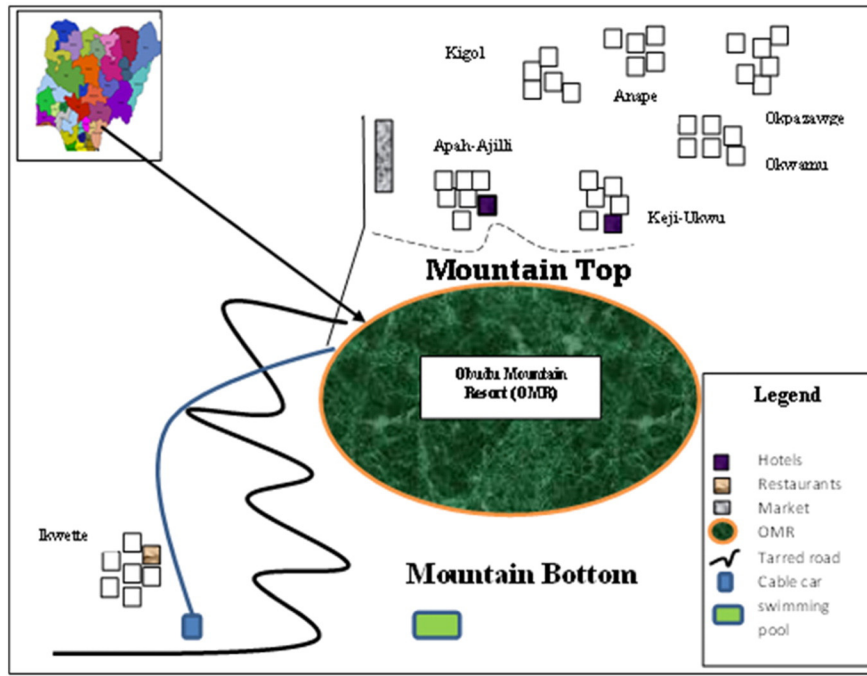 Kigol
Anape
Okpazawge
Apah-Ajilli
Okwamu
Keji-Ukwu
Mountain Top
Obudu Mountain
Resort (OMR)
Legend
Hotels
Restaurants
Market
OMR
Tarred road
Cable car
swimming
pool
Ikwette
Mountain Bottom